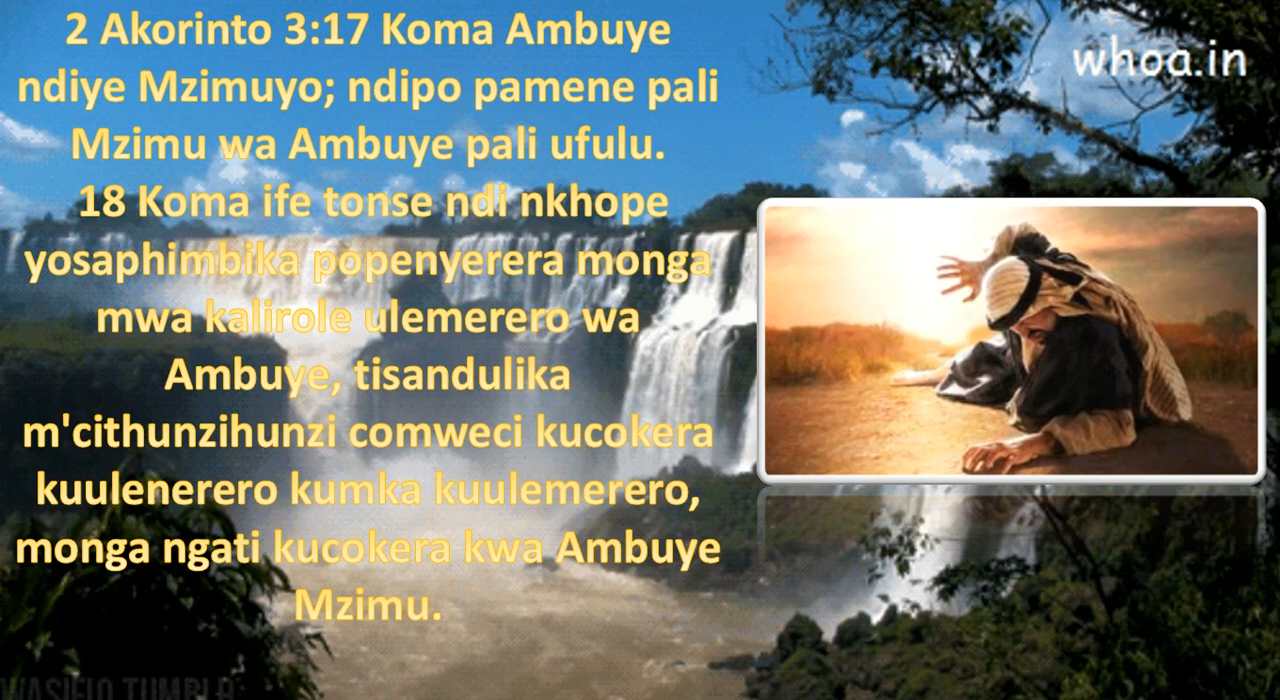 2 Akorinto 3:17 Koma Ambuye
ndiye Mzimuyo; ndipo pamene pali
Mzimu wa Ambuye pali ufulu.
18 Koma ife tonse ndi nkhope
yosaphimbika popenyerera monga
mwa kalirole ulemerero wa
Ambuye, tisandulika
m'cithunzihunzi comweci kucokera
kuulenerero kumka kuulemerero,
monga ngati kucokera kwa Ambuye
Mzimu.
whoa.in